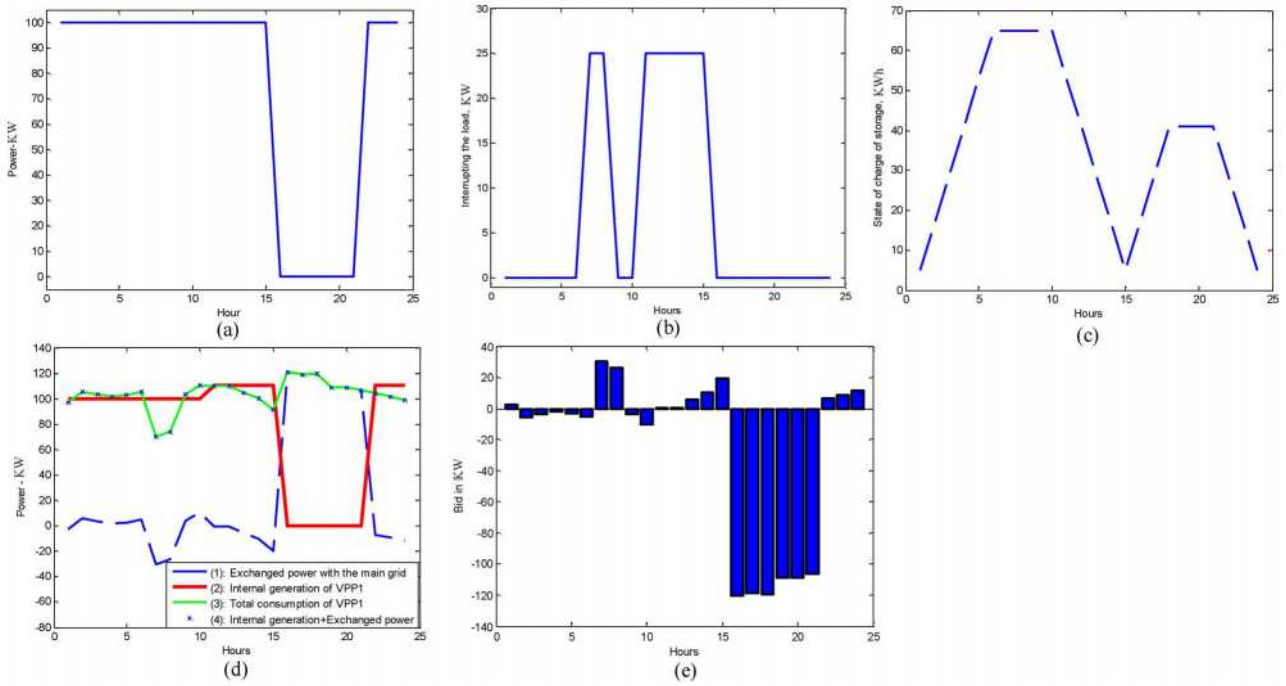 100
90
80
70
60
50
40
30
20
10
0
Power-KW
0 5 10 15 20 25
Hour
(a)
30
25
20
15
10
5
0
Interrupting the load, KW
0 5 10 15 20 25
Hours
(b)
70
60
50
40
30
20
10
0
State of charge of storage, KWh
0 5 10 15 20 25
Hours
(c)
140
120
100
80
60
40
20
0
-20
-40
-60
-80
Power - KW
(1): Exchanged power with the main grid
(2): Internal generation of VPP1
(3): Total consumption of VPP1
(4): Internal generation+Exchanged power
0 5 10 15 20 25
Hours
(d)
40
20
0
-20
-40
-60
-80
-100
-120
-140
Bid in KW
0 5 10 15 20 25
Hours
(e)